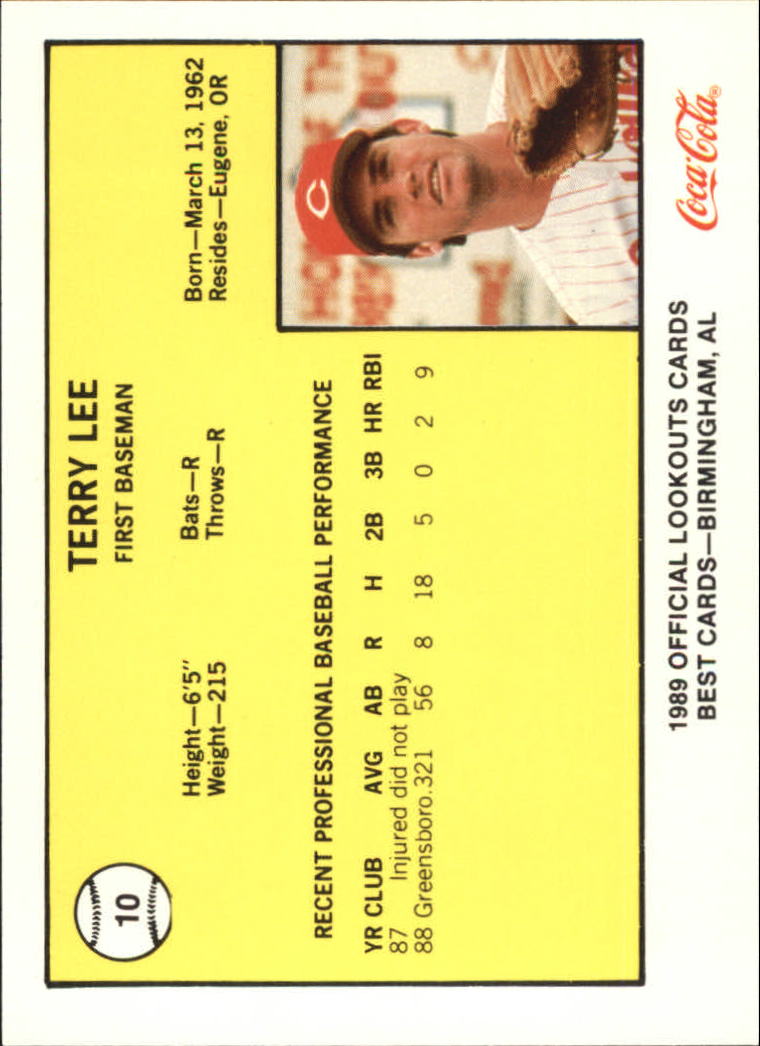 10
TERRY LEE
FIRST BASEMAN
Height—6'5"
Weight—215
Bats—R
Throws—R
Born—March 13, 1962
Resides—Eugene, OR
RECENT PROFESSIONAL BASEBALL PERFORMANCE
YR CLUB AVG AB R H 2B 3B HR RBI
87 Injured did not play
88 Greensboro .321 56 8 18 5 0 2 9
C
1989 OFFICIAL LOOKOUTS CARDS
BEST CARDS—BIRMINGHAM, AL
Coca-Cola®